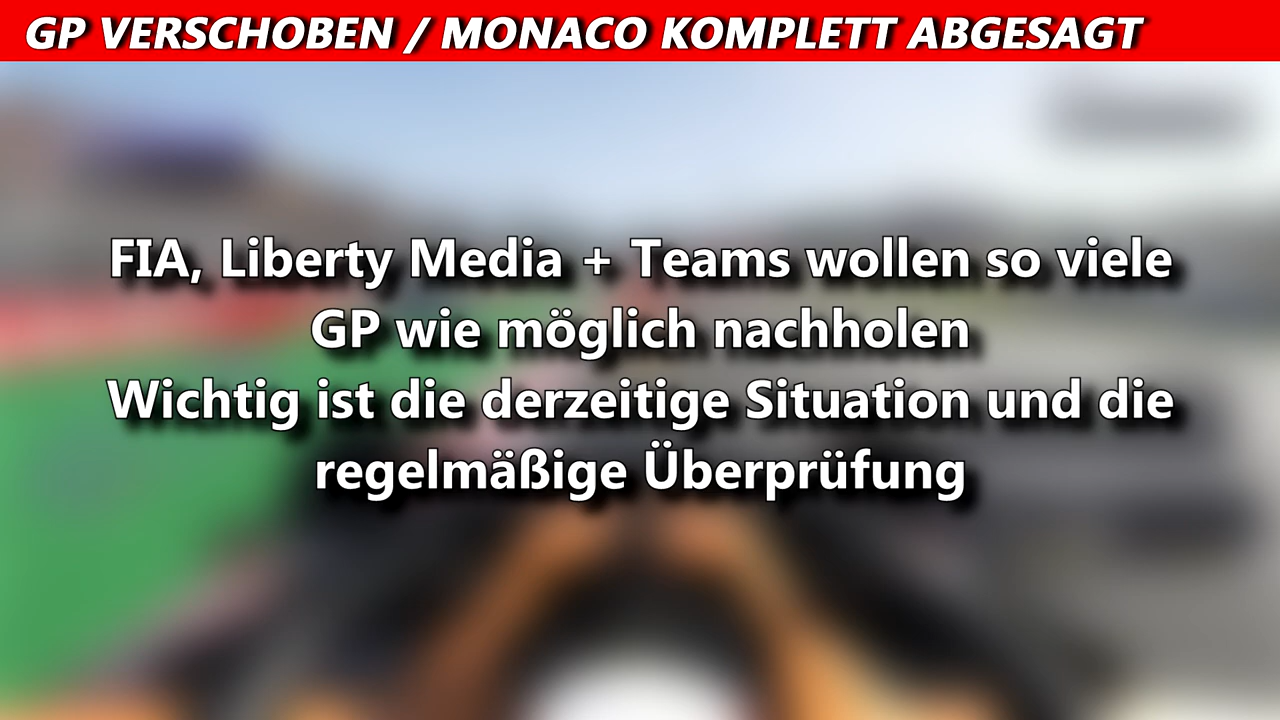 GP VERSCHOBEN / MONACO KOMPLETT ABGESAGT
FIA, Liberty Media + Teams wollen so viele
GP wie möglich nachholen
Wichtig ist die derzeitige Situation und die
regelmäßige Überprüfung